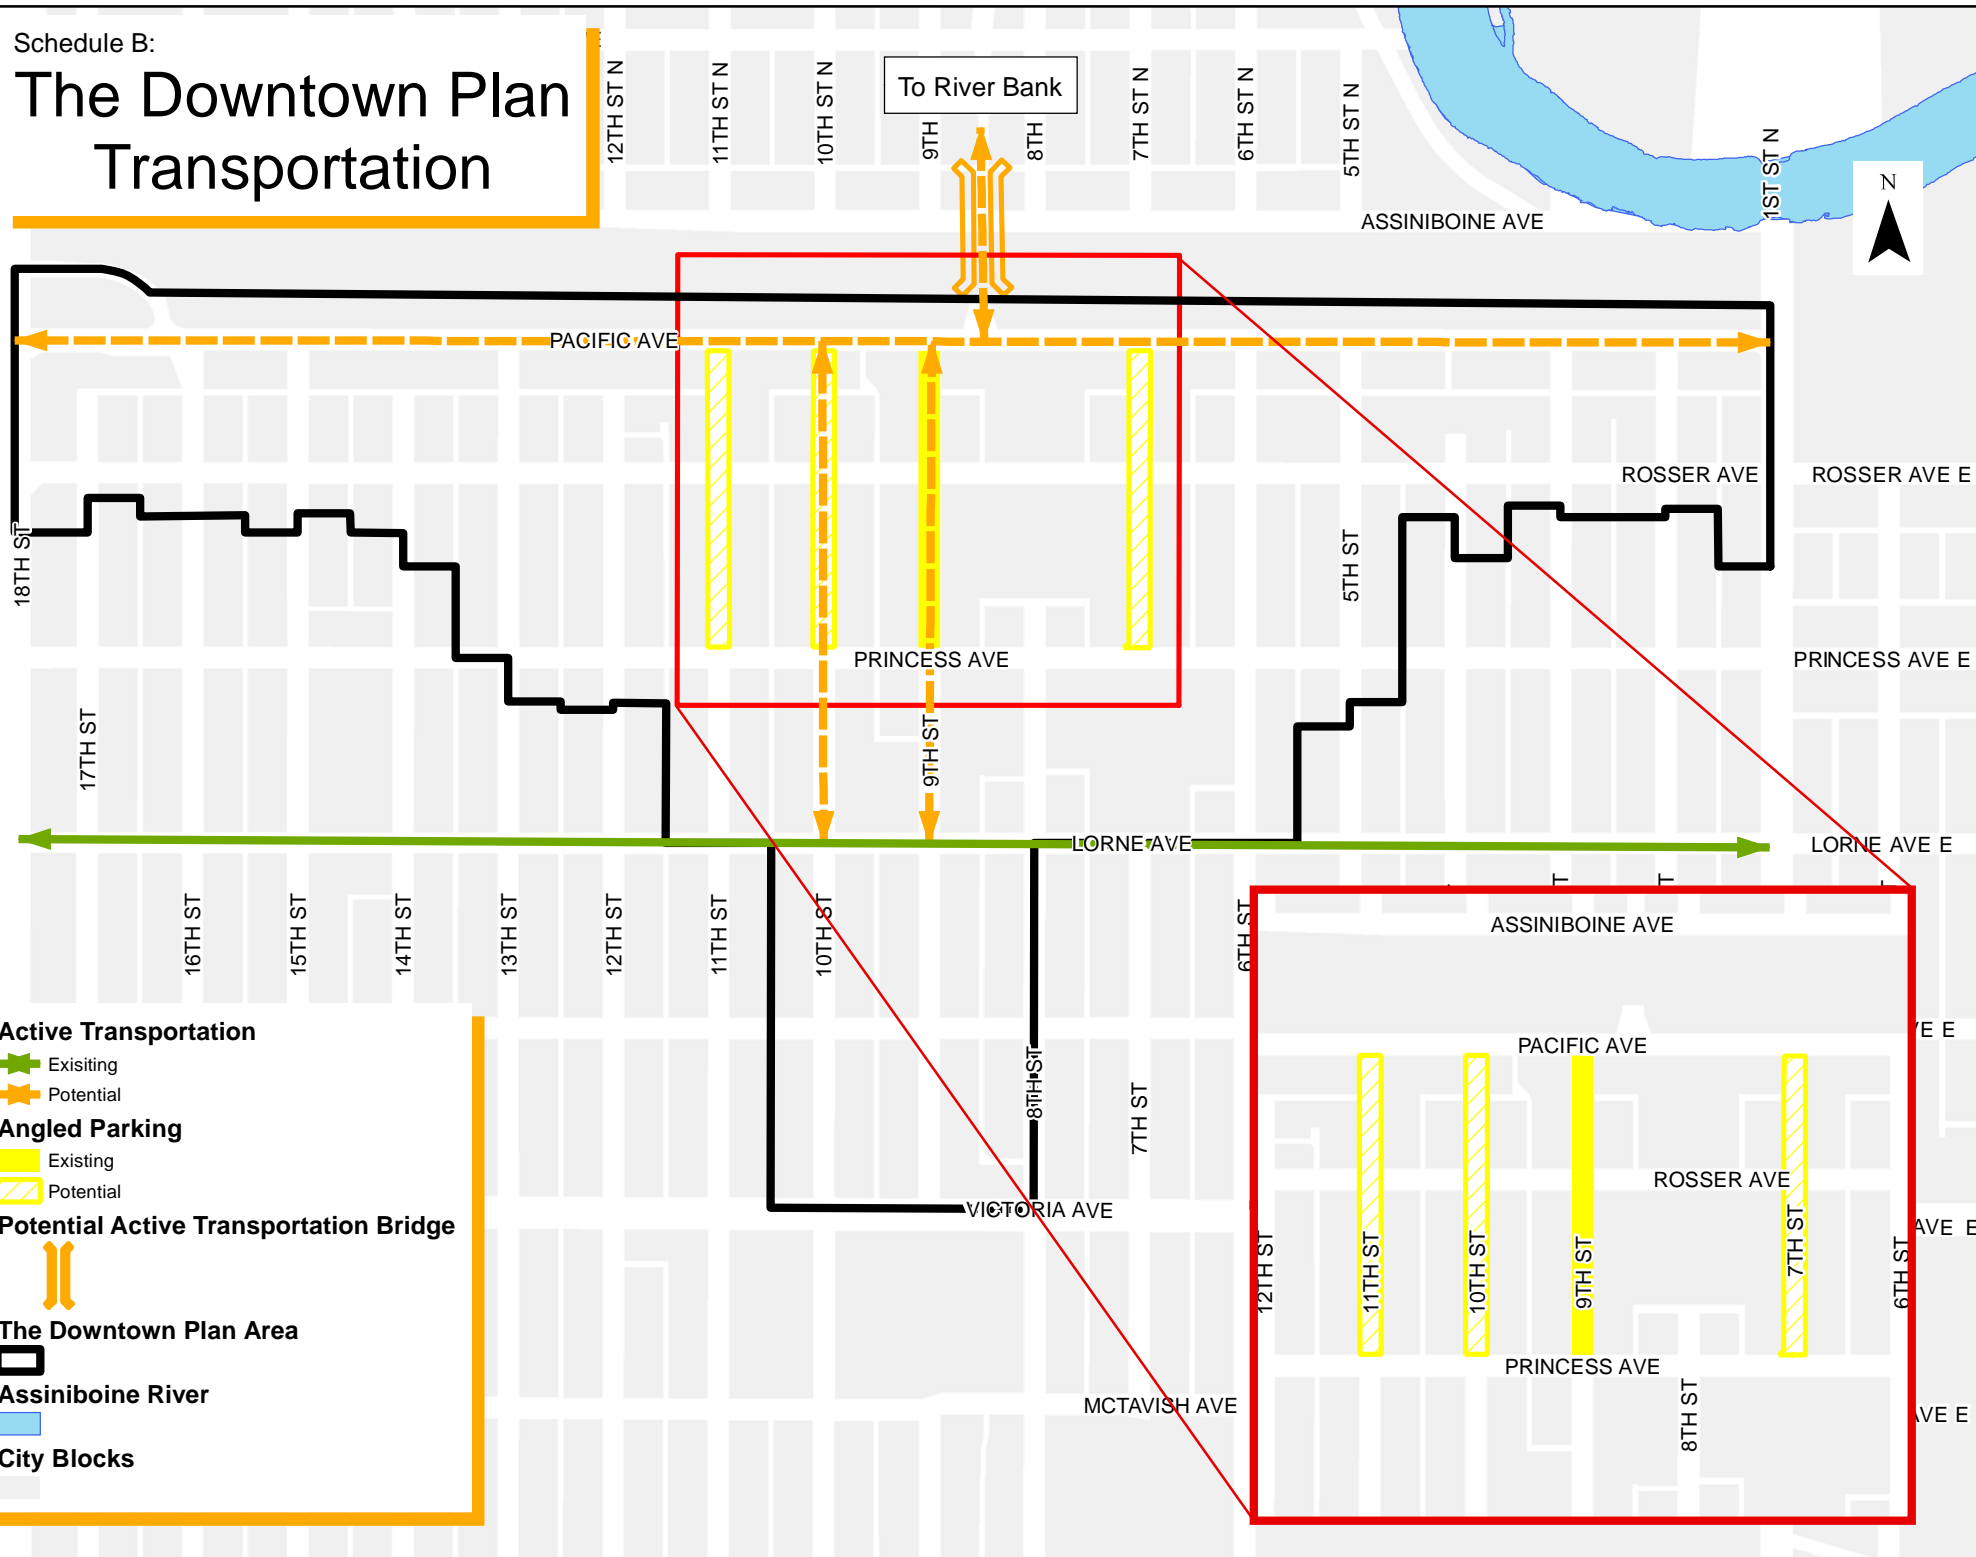 Schedule B:
The Downtown Plan
Transportation
12TH ST N
11TH ST N
10TH ST N
To River Bank
9TH
8TH
7TH ST N
6TH ST N
5TH ST N
1ST ST N
N
ASSINIBOINE AVE
PACIFIC AVE
ROSSER AVE
ROSSER AVE E
18TH ST
5TH ST
PRINCESS AVE
PRINCESS AVE E
17TH ST
9TH ST
LORNE AVE
LORNE AVE E
16TH ST
15TH ST
14TH ST
13TH ST
12TH ST
11TH ST
10TH ST
6TH ST
8TH ST
7TH ST
VICTORIA AVE
MCTAVISH AVE
Active Transportation
Exisiting
Potential
Angled Parking
Existing
Potential
Potential Active Transportation Bridge
The Downtown Plan Area
Assiniboine River
City Blocks
T
T
ASSINIBOINE AVE
PACIFIC AVE
ROSSER AVE
12TH ST
11TH ST
10TH ST
9TH ST
7TH ST
6TH ST
PRINCESS AVE
8TH ST
VE E
AVE E
AVE E